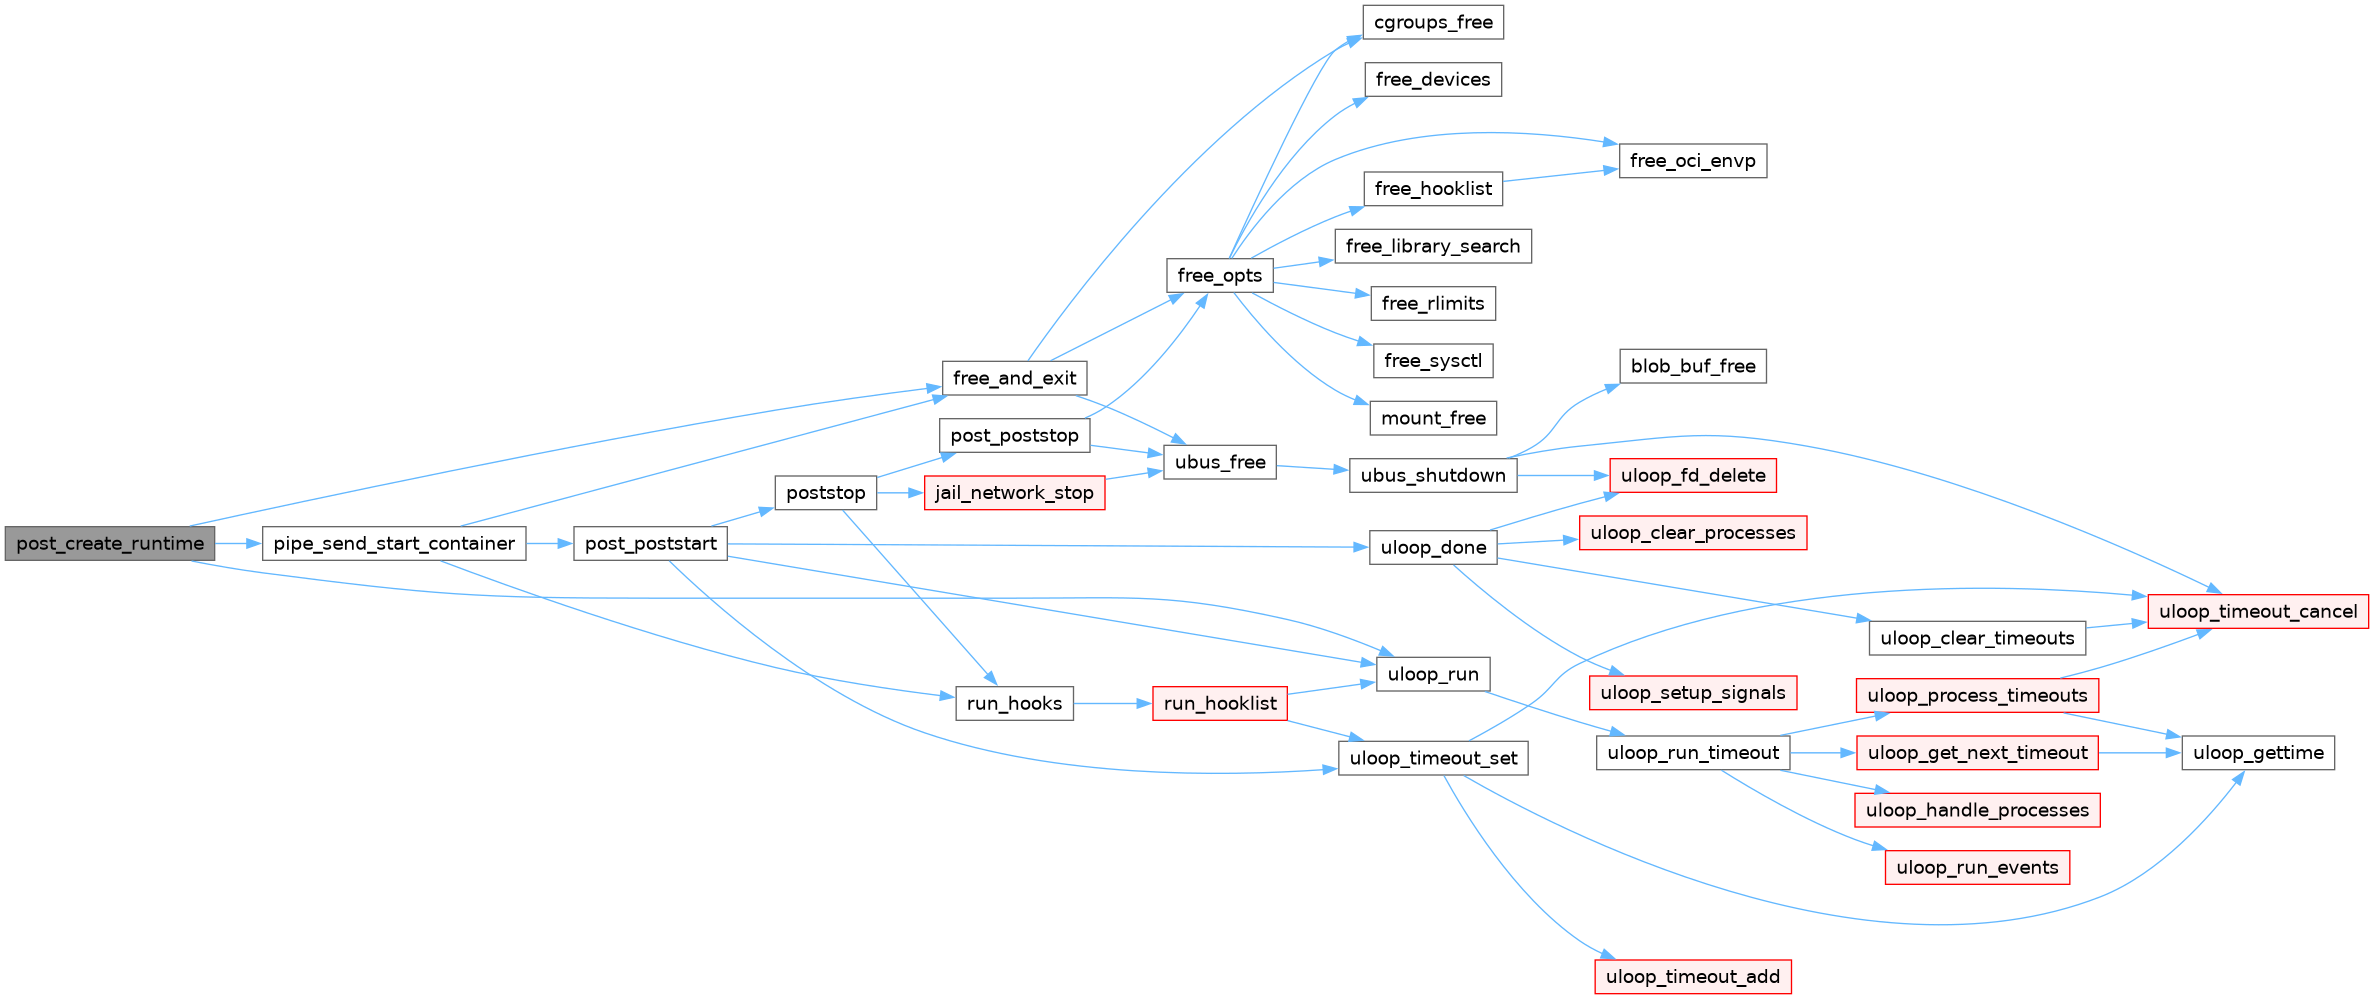 cgroups_free
free_devices
free_oci_envp
free_hooklist
free_library_search
free_opts
free_rlimits
free_sysctl
blob_buf_free
free_and_exit
mount_free
post_poststop
ubus_free
ubus_shutdown
uloop_fd_delete
poststop
jail_network_stop
uloop_clear_processes
post_create_runtime
pipe_send_start_container
post_poststart
uloop_done
uloop_timeout_cancel
uloop_clear_timeouts
uloop_run
uloop_setup_signals
uloop_process_timeouts
run_hooks
run_hooklist
uloop_timeout_set
uloop_run_timeout
uloop_get_next_timeout
uloop_gettime
uloop_handle_processes
uloop_run_events
uloop_timeout_add